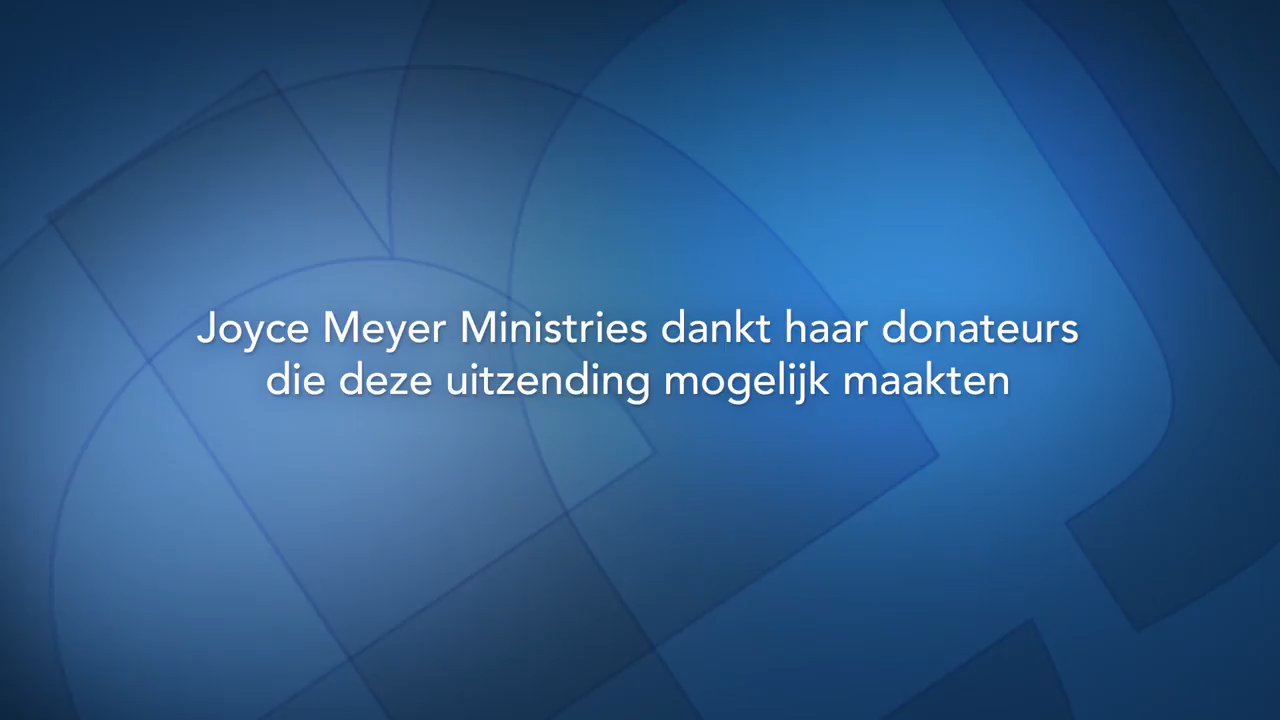 Joyce Meyer Ministries dankt haar donateurs
die deze uitzending mogelijk maakten